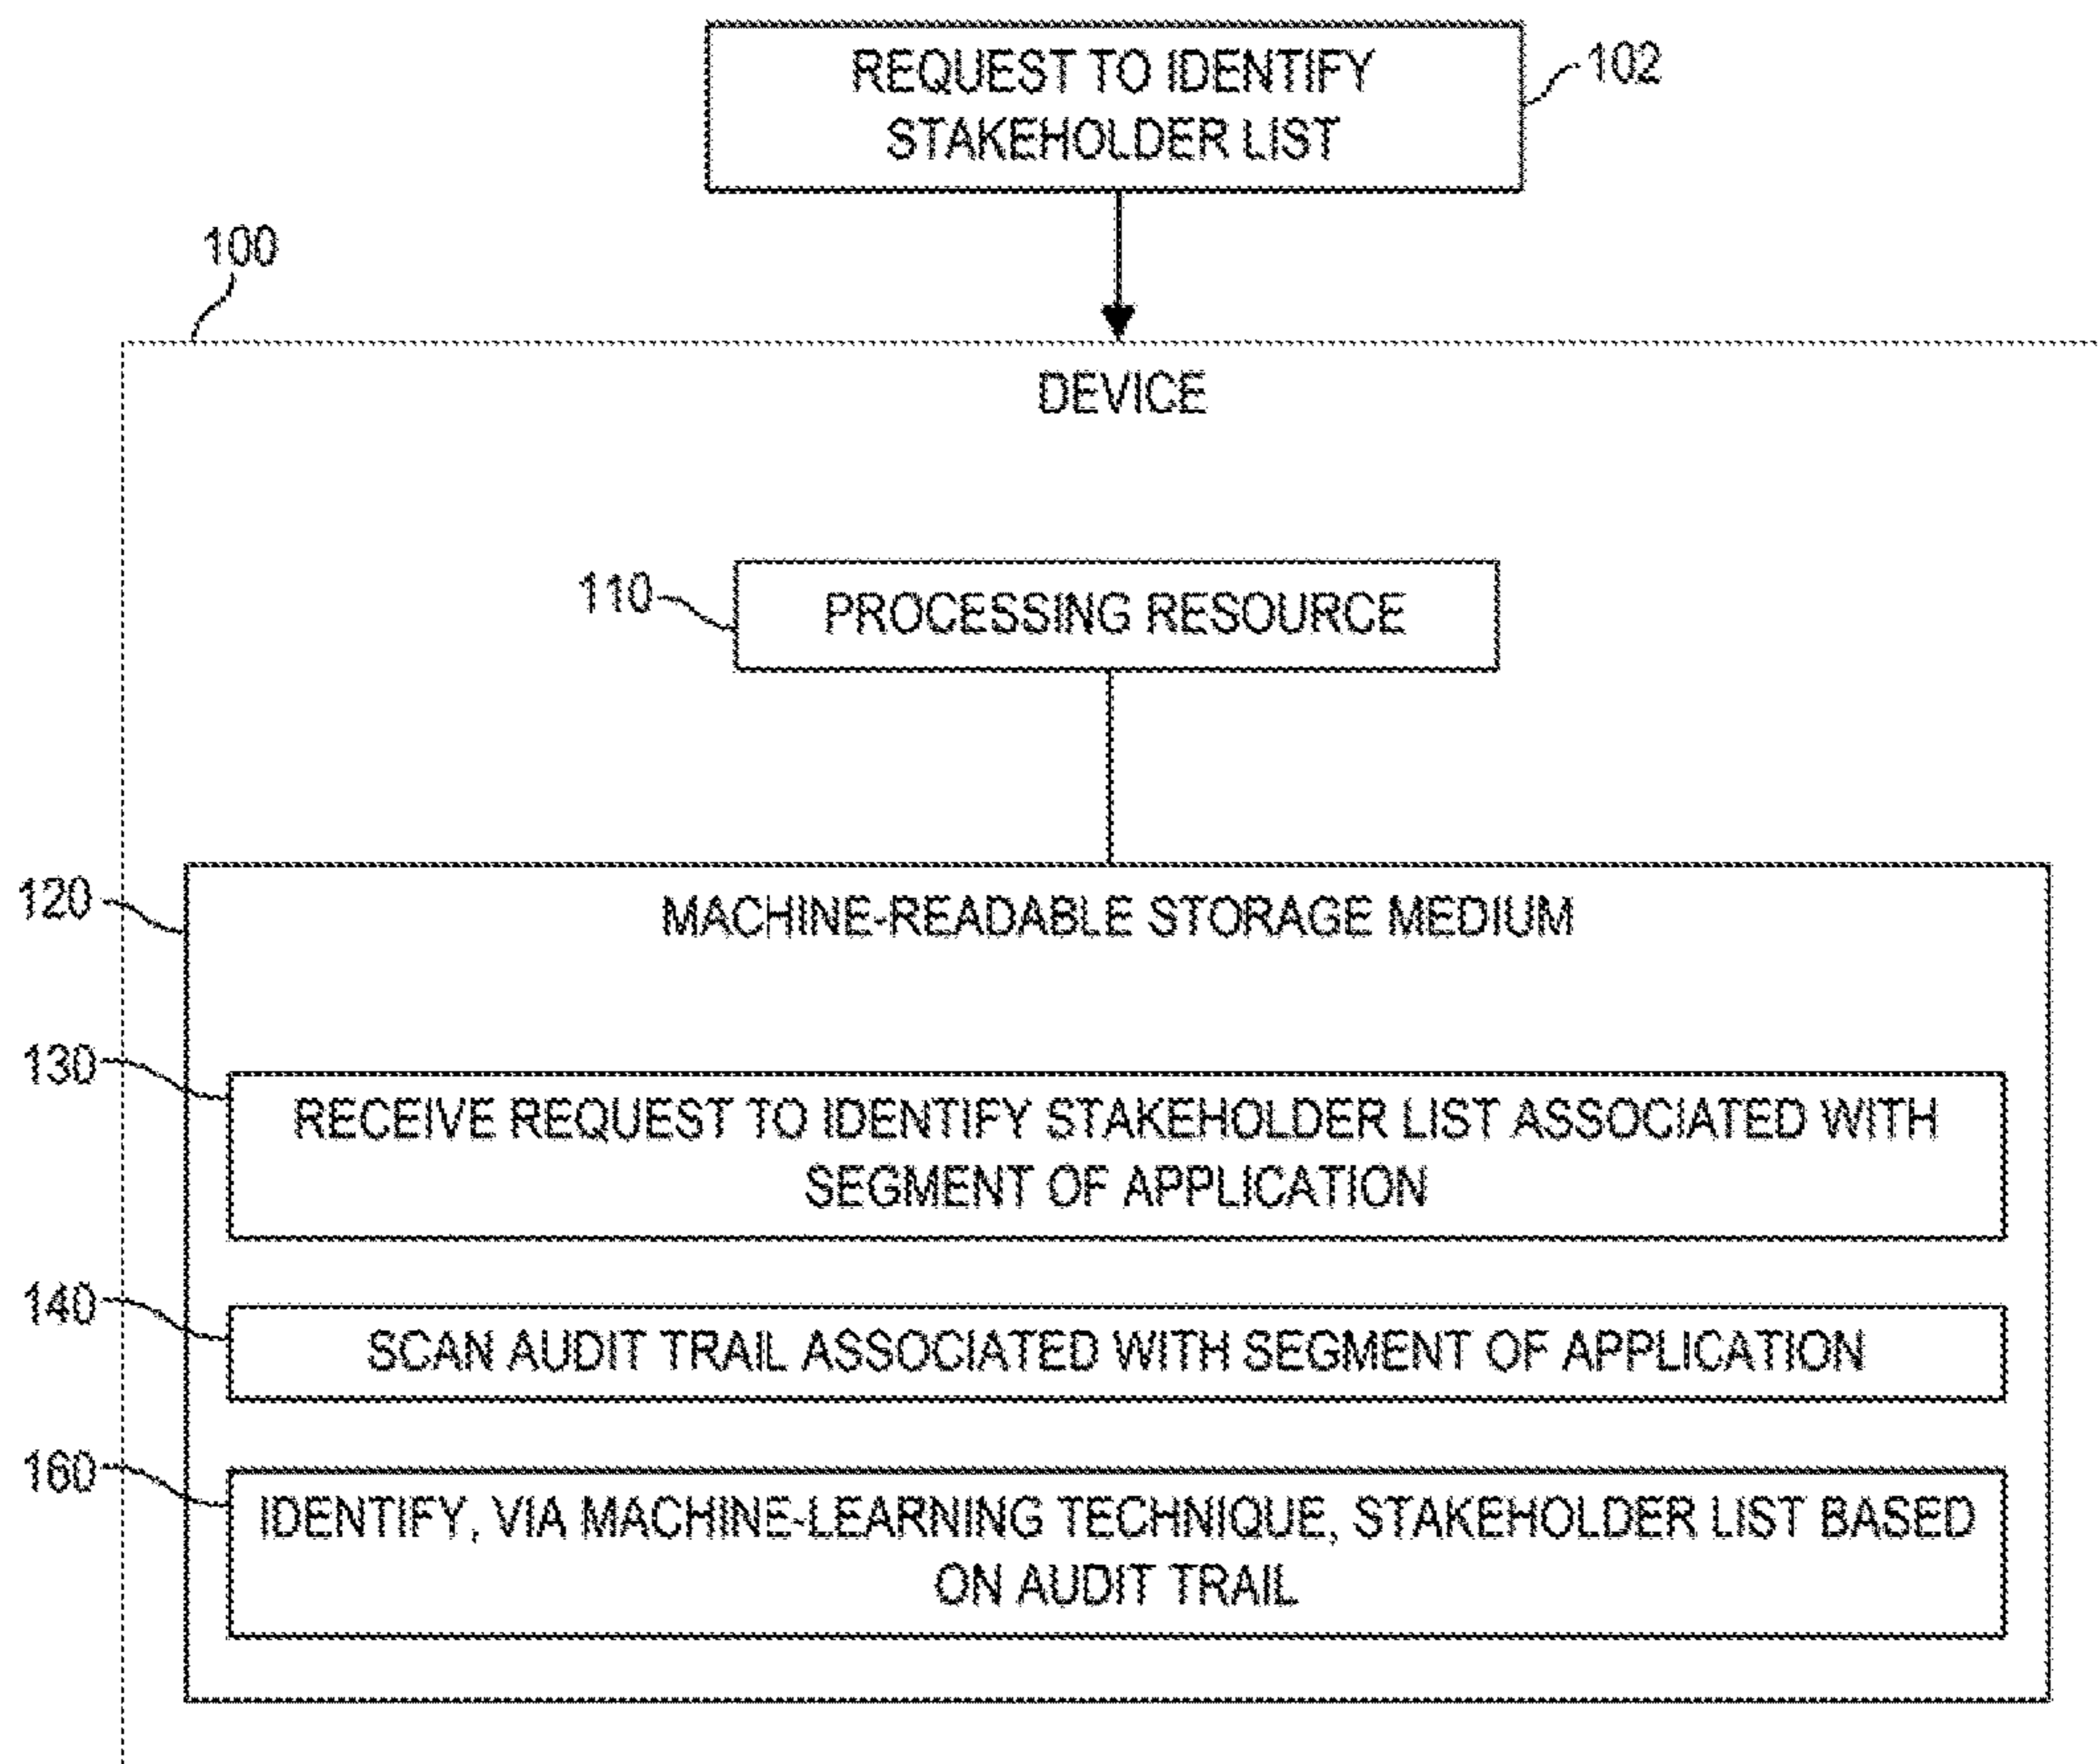 REQUEST TO IDENTIFY
STAKEHOLDER LIST
102
100
DEVICE
110
PROCESSING RESOURCE
120
MACHINE-READABLE STORAGE MEDIUM
130
RECEIVE REQUEST TO IDENTIFY STAKEHOLDER LIST ASSOCIATED WITH
SEGMENT OF APPLICATION
140
SCAN AUDIT TRAIL ASSOCIATED WITH SEGMENT OF APPLICATION
160
IDENTIFY, VIA MACHINE-LEARNING TECHNIQUE, STAKEHOLDER LIST BASED
ON AUDIT TRAIL